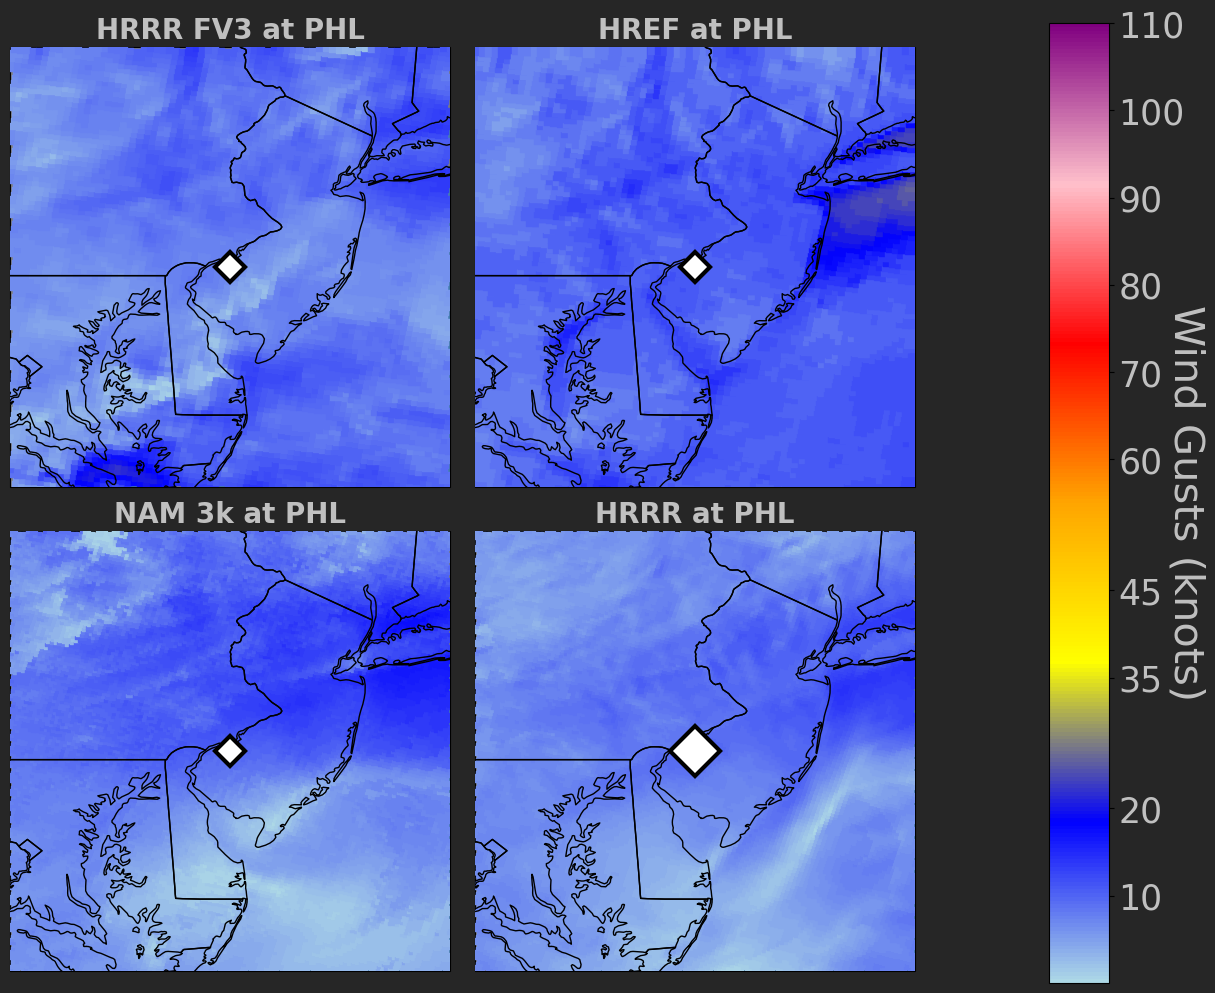 HRRR FV3 at PHL
HREF at PHL
NAM 3k at PHL
HRRR at PHL
110
100
90
80
70
60
45
35
20
10
Wind Gusts (knots)